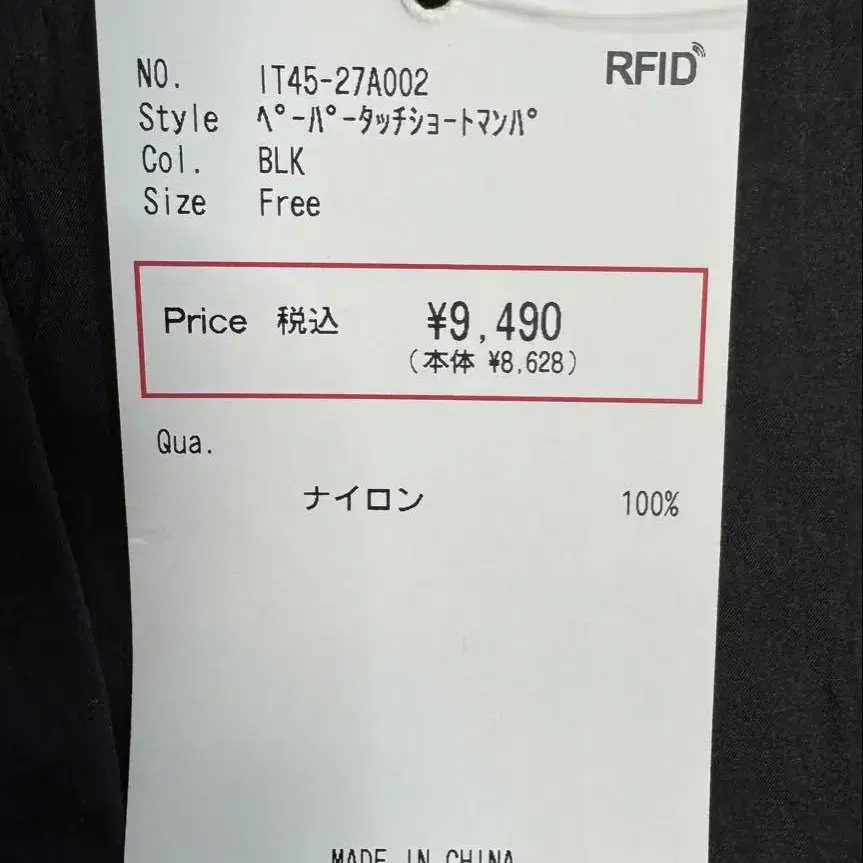 RFID
NO. IT45-27A002
Style ﾍﾟｰﾊﾟｰﾀｯﾁｼｮｰﾄﾏﾝﾊﾟ
Col. BLK
Size Free
Price 税込 ¥9,490
(本体 ¥8,628)
Qua.
ナイロン 100%
MADE IN CHINA